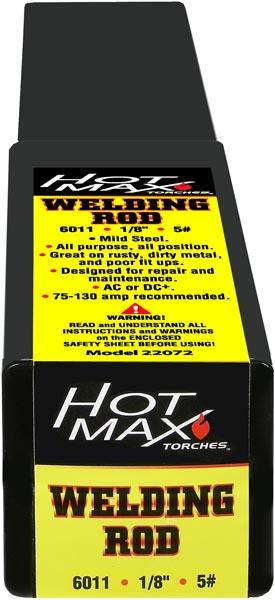 HOT
MAX
TORCHES™
WELDING
ROD
6011 • 1/8" • 5#
• Mild Steel.
• All purpose, all position.
• Great on rusty, dirty metal,
and poor fit ups.
• Designed for repair and
maintenance.
• AC or DC+.
• 75-130 amp recommended.
WARNING!
READ and UNDERSTAND ALL
INSTRUCTIONS and WARNINGS
on the ENCLOSED
SAFETY SHEET BEFORE USING!
Model 22072
HOT
MAX
TORCHES™
WELDING
ROD
6011 • 1/8" • 5#